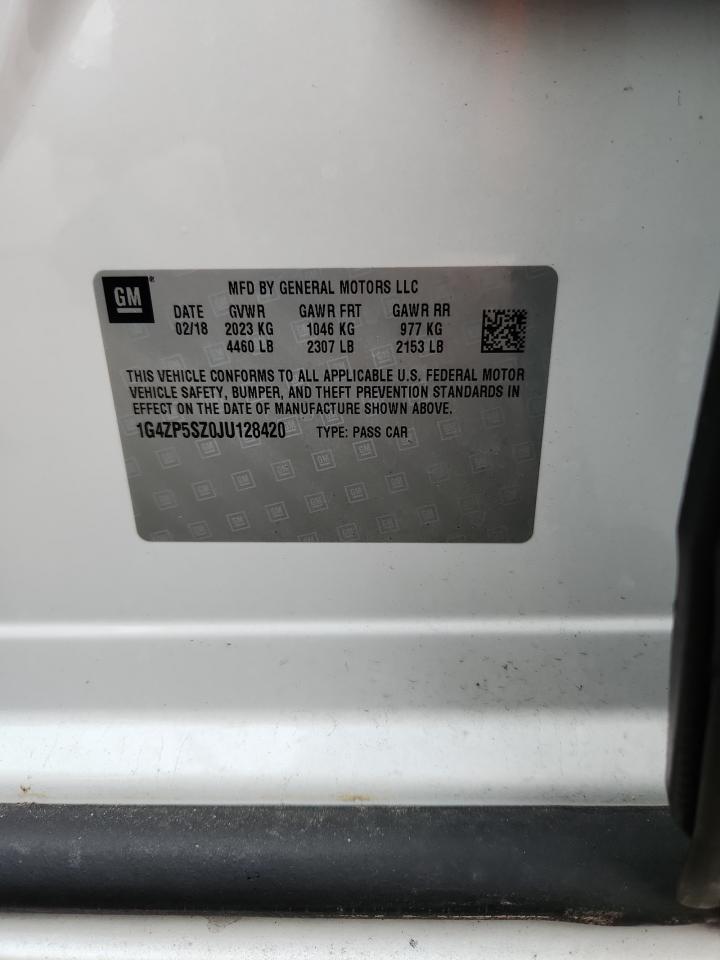 GM®
MFD BY GENERAL MOTORS LLC
DATE GVWR GAWR FRT GAWR RR
02/18 2023 KG 1046 KG 977 KG
4460 LB 2307 LB 2153 LB
THIS VEHICLE CONFORMS TO ALL APPLICABLE U.S. FEDERAL MOTOR
VEHICLE SAFETY, BUMPER, AND THEFT PREVENTION STANDARDS IN
EFFECT ON THE DATE OF MANUFACTURE SHOWN ABOVE.
1G4ZP5SZ0JU128420 TYPE: PASS CAR